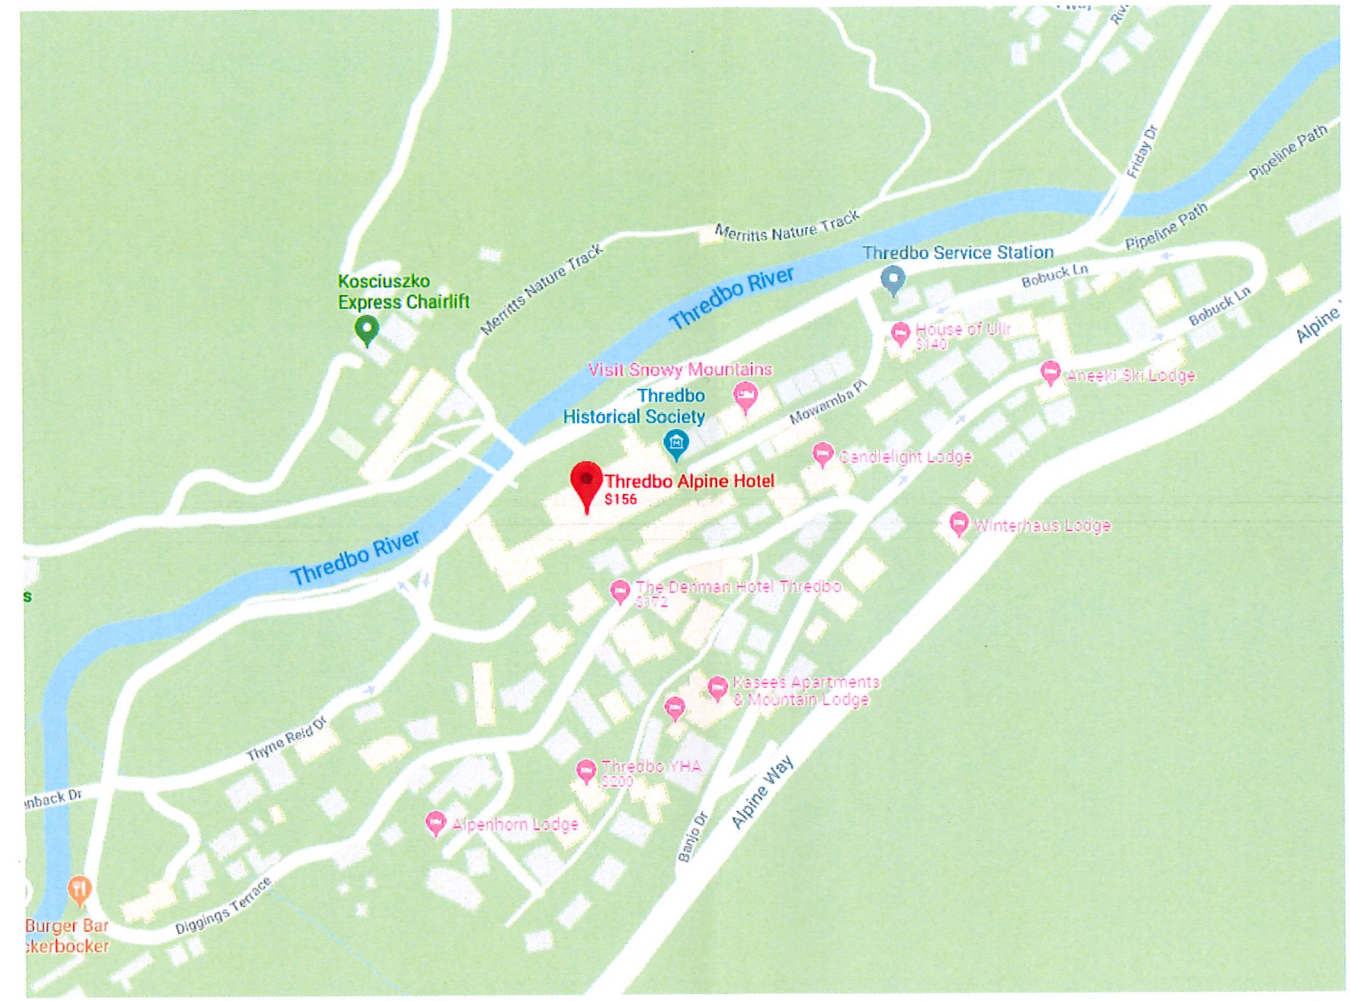 Friday Dr
Pipeline Path
Merritts Nature Track
Pipeline Path
Thredbo Service Station
Merritts Nature Track
Kosciuszko
Express Chairlift
Thredbo River
Bobuck Ln
Bobuck Ln
Alpine
House of Ullr
$140
Visit Snowy Mountains
Aneeki Ski Lodge
Thredbo
Historical Society
Mowamba Pl
Candlelight Lodge
Thredbo Alpine Hotel
$156
Winterhaus Lodge
Thredbo River
The Denman Hotel Thredbo
$172
s
Kasees Apartments
& Mountain Lodge
Thyne Reid Dr
Thredbo YHA
$200
Alpine Way
nback Dr
Alpenhorn Lodge
Banjo Dr
Diggings Terrace
Burger Bar
ckerbocker